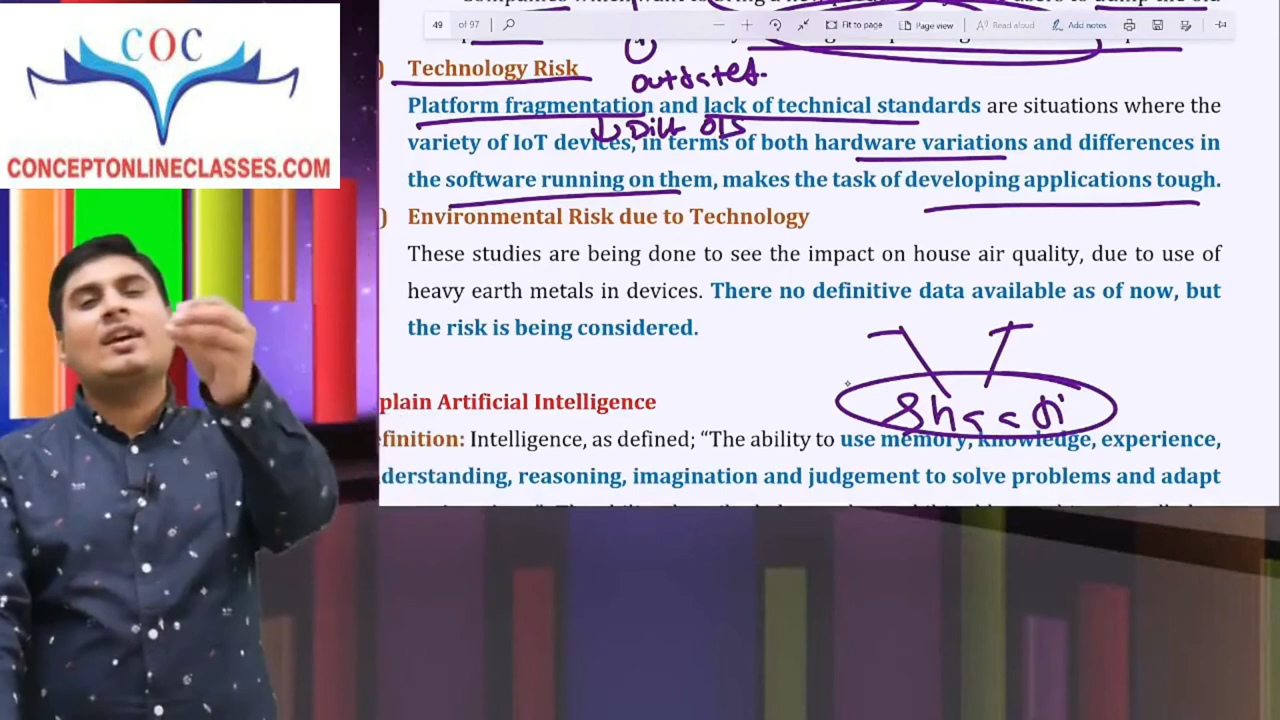 COC
CONCEPTONLINECLASSES.COM
49 of 97 Fit to page Page view Read aloud Add notes
) Technology Risk
outdated.
Platform fragmentation and lack of technical standards are situations where the
variety of IoT devices, in terms of both hardware variations and differences in
the software running on them, makes the task of developing applications tough.
) Environmental Risk due to Technology
These studies are being done to see the impact on house air quality, due to use of
heavy earth metals in devices. There no definitive data available as of now, but
the risk is being considered.
Shaadi
plain Artificial Intelligence
finition: Intelligence, as defined; “The ability to use memory, knowledge, experience,
derstanding, reasoning, imagination and judgement to solve problems and adapt